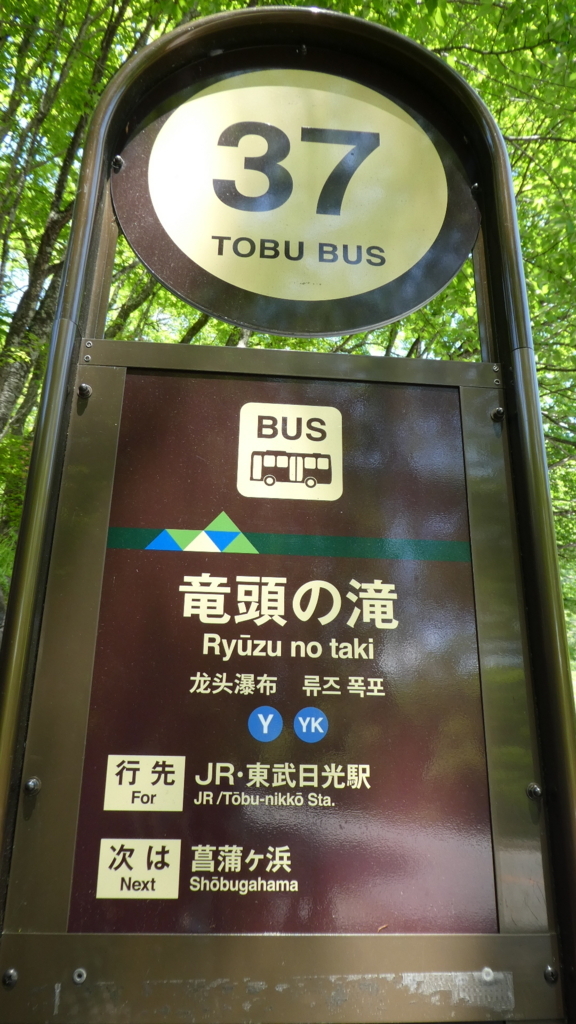 37
TOBU BUS
BUS
竜頭の滝
Ryūzu no taki
龙头瀑布 류즈 폭포
Y YK
行先 JR・東武日光駅
For JR /Tōbu-nikkō Sta.
次は 菖蒲ヶ浜
Next Shōbugahama